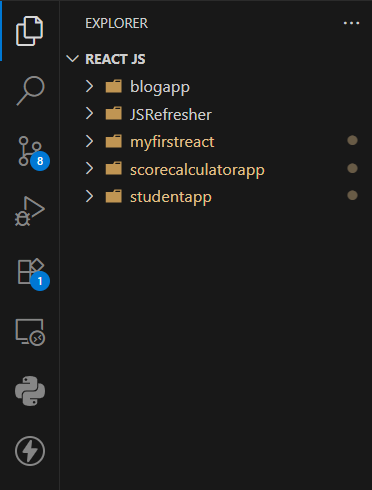 EXPLORER
REACT JS
blogapp
JSRefresher
myfirstreact
8
scorecalculatorapp
studentapp
1